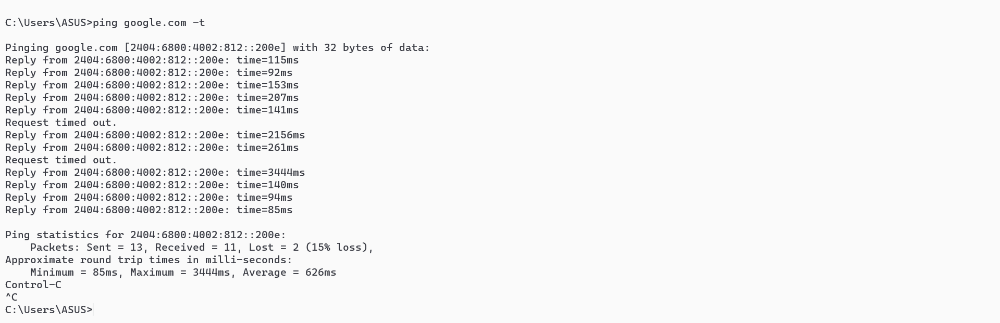 C:\Users\ASUS>ping google.com -t
Pinging google.com [2404:6800:4002:812::200e] with 32 bytes of data:
Reply from 2404:6800:4002:812::200e: time=115ms
Reply from 2404:6800:4002:812::200e: time=92ms
Reply from 2404:6800:4002:812::200e: time=153ms
Reply from 2404:6800:4002:812::200e: time=207ms
Reply from 2404:6800:4002:812::200e: time=141ms
Request timed out.
Reply from 2404:6800:4002:812::200e: time=2156ms
Reply from 2404:6800:4002:812::200e: time=261ms
Request timed out.
Reply from 2404:6800:4002:812::200e: time=3444ms
Reply from 2404:6800:4002:812::200e: time=140ms
Reply from 2404:6800:4002:812::200e: time=94ms
Reply from 2404:6800:4002:812::200e: time=85ms
Ping statistics for 2404:6800:4002:812::200e:
    Packets: Sent = 13, Received = 11, Lost = 2 (15% loss),
Approximate round trip times in milli-seconds:
    Minimum = 85ms, Maximum = 3444ms, Average = 626ms
Control-C
^C
C:\Users\ASUS>